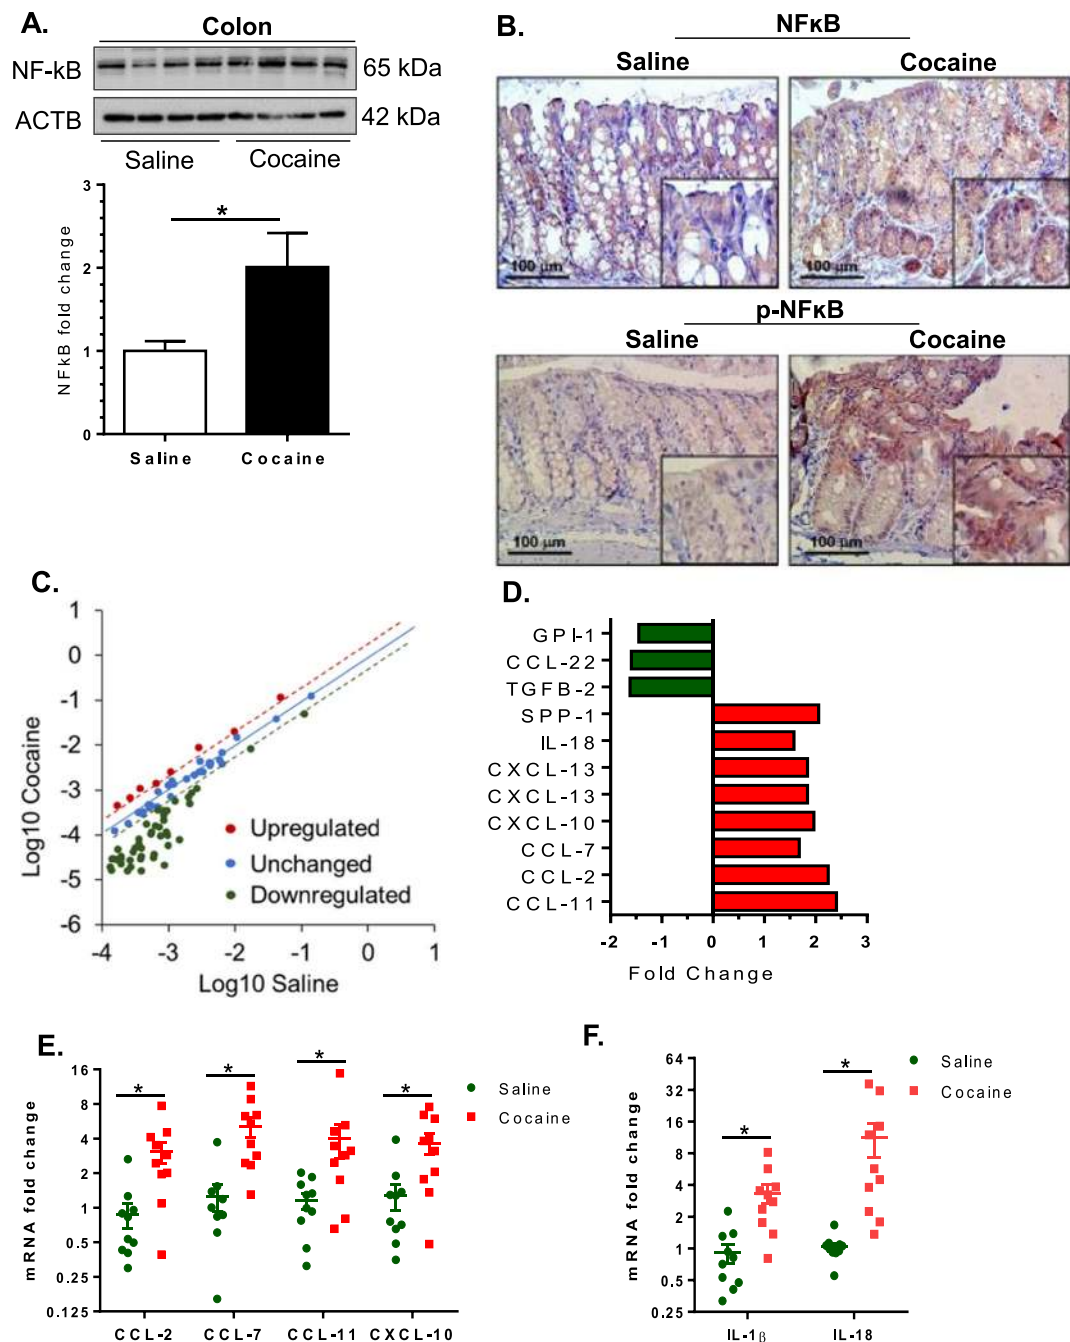 A.
Colon
NF-kB
65 kDa
ACTB
42 kDa
Saline
Cocaine
3
2
1
0
NFkB fold change
Saline
Cocaine
*
B.
NFκB
Saline
Cocaine
100 µm
100 µm
p-NFκB
Saline
Cocaine
100 µm
100 µm
C.
1
0
-1
-2
-3
-4
-5
-6
Log10 Cocaine
Upregulated
Unchanged
Downregulated
-4 -3 -2 -1 0 1
Log10 Saline
D.
GPI-1
CCL-22
TGFB-2
SPP-1
IL-18
CXCL-13
CXCL-13
CXCL-10
CCL-7
CCL-2
CCL-11
-2 -1 0 1 2 3
Fold Change
E.
16
8
4
2
1
0.5
0.25
0.125
mRNA fold change
* * * *
Saline
Cocaine
CCL-2 CCL-7 CCL-11 CXCL-10
F.
64
32
16
8
4
2
1
0.5
0.25
mRNA fold change
* *
Saline
Cocaine
IL-1β IL-18